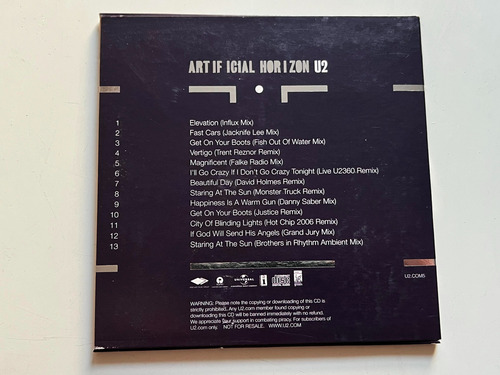 ARTIFICIAL HORIZON U2
1 Elevation (Influx Mix)
2 Fast Cars (Jacknife Lee Mix)
3 Get On Your Boots (Fish Out Of Water Mix)
4 Vertigo (Trent Reznor Remix)
5 Magnificent (Falke Radio Mix)
6 I'll Go Crazy If I Don't Go Crazy Tonight (Live U2360 Remix)
7 Beautiful Day (David Holmes Remix)
8 Staring At The Sun (Monster Truck Remix)
9 Happiness Is A Warm Gun (Danny Saber Mix)
10 Get On Your Boots (Justice Remix)
11 City Of Blinding Lights (Hot Chip 2006 Remix)
12 If God Will Send His Angels (Grand Jury Mix)
13 Staring At The Sun (Brothers in Rhythm Ambient Mix)
UNIVERSAL
U2.COM5
WARNING: Please note the copying or downloading of this CD is
strictly prohibited. Any U2.com member found copying or
downloading this CD will be banned immediately with no refund.
We appreciate your support in combating piracy. For subscribers of
U2.com only. NOT FOR RESALE. WWW.U2.COM